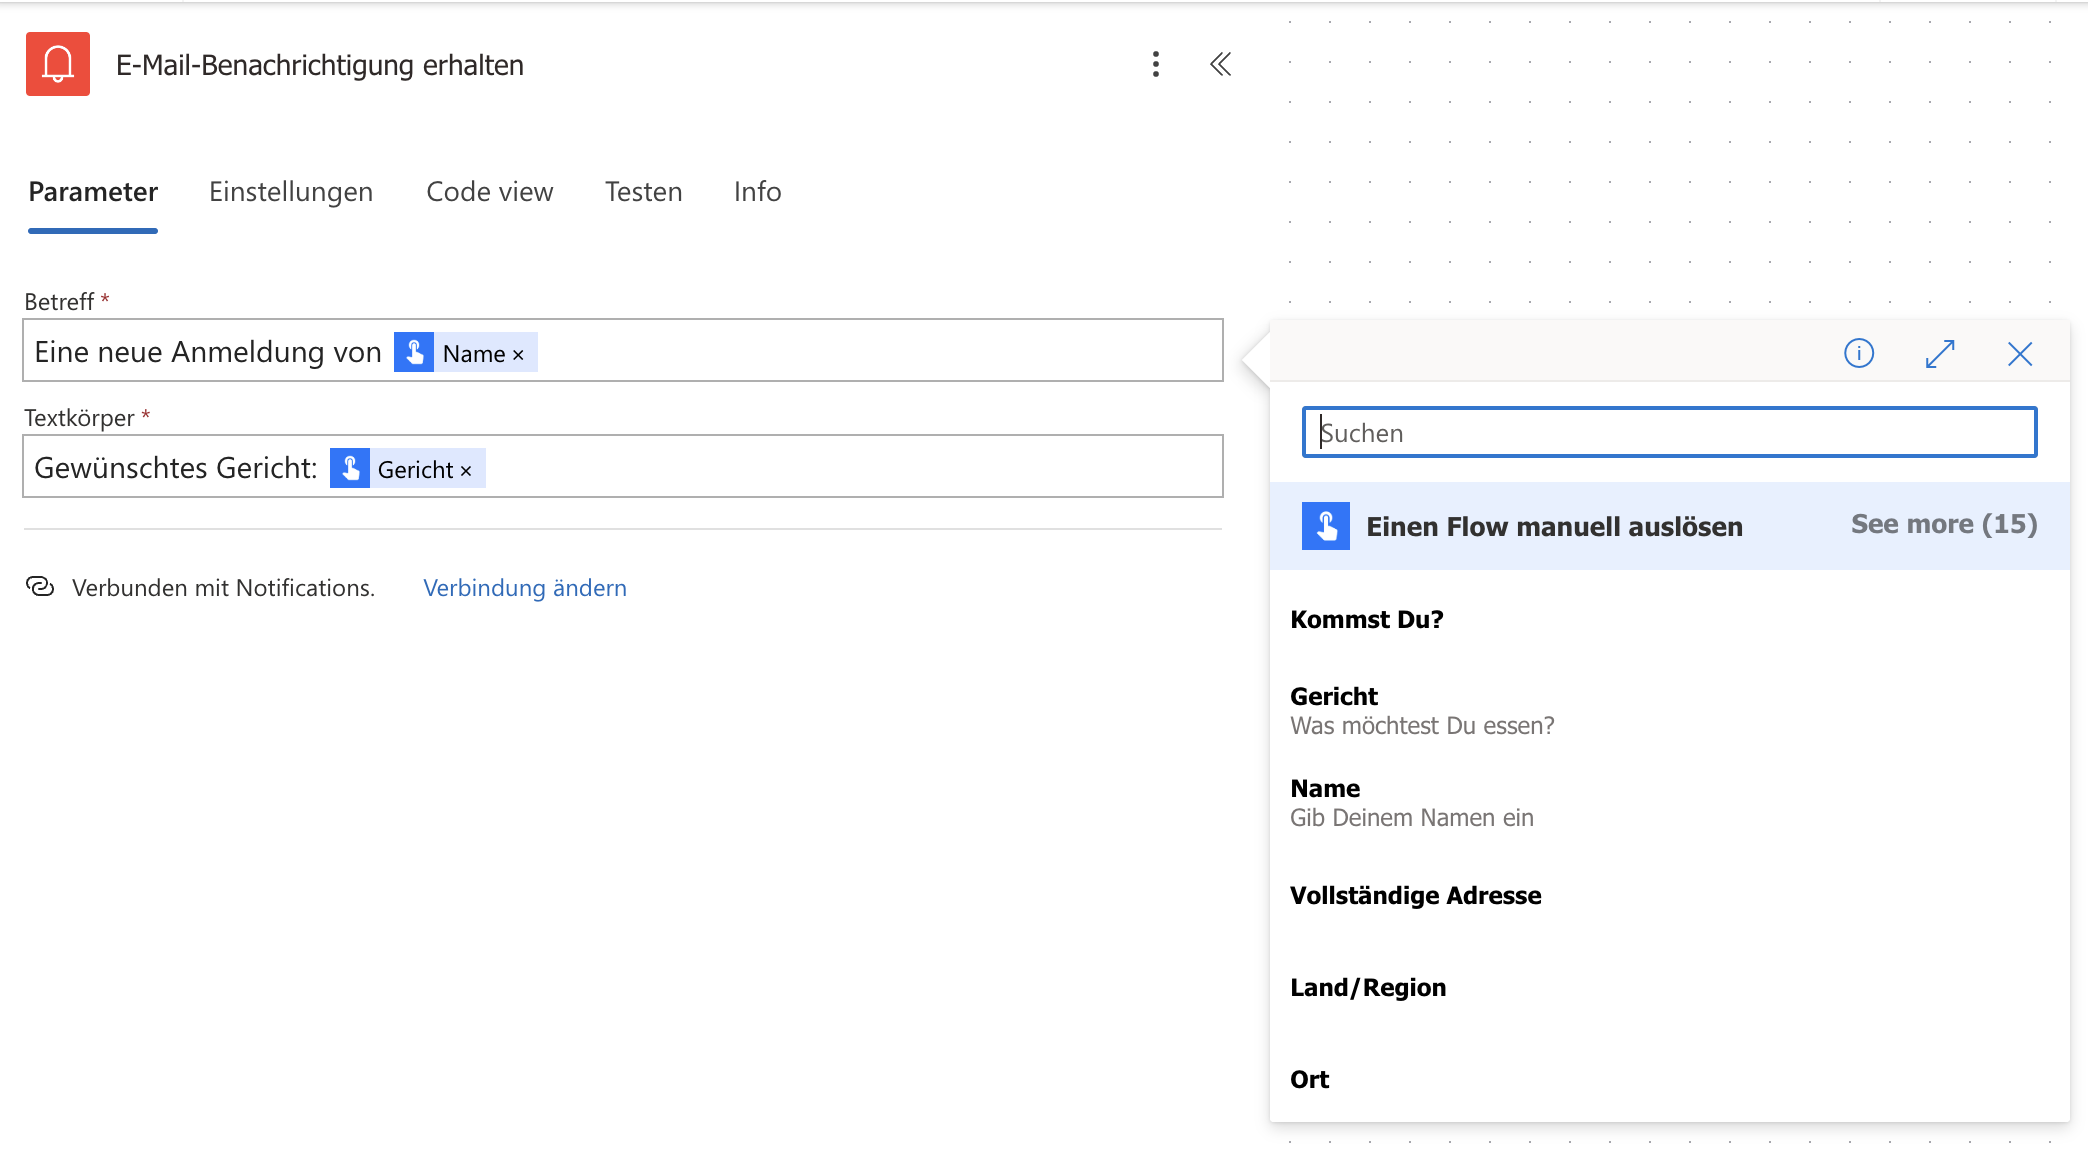 E-Mail-Benachrichtigung erhalten
Parameter Einstellungen Code view Testen Info
Betreff *
Eine neue Anmeldung von Name ×
Textkörper *
Gewünschtes Gericht: Gericht ×
Verbunden mit Notifications. Verbindung ändern
Suchen
Einen Flow manuell auslösen See more (15)
Kommst Du?
Gericht
Was möchtest Du essen?
Name
Gib Deinem Namen ein
Vollständige Adresse
Land/Region
Ort